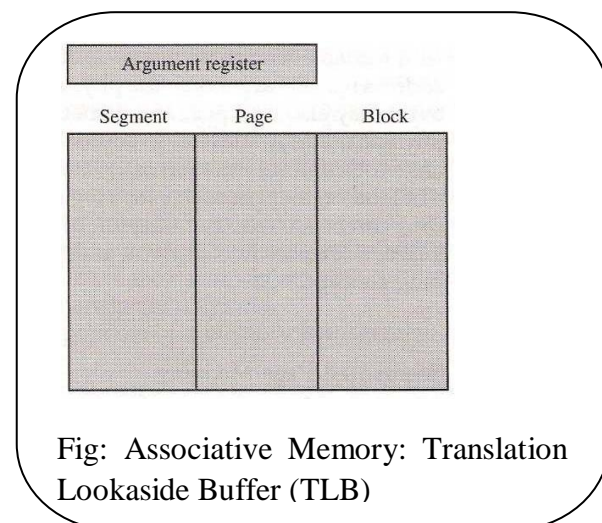 Argument register
Segment Page Block
Fig: Associative Memory: Translation
Lookaside Buffer (TLB)